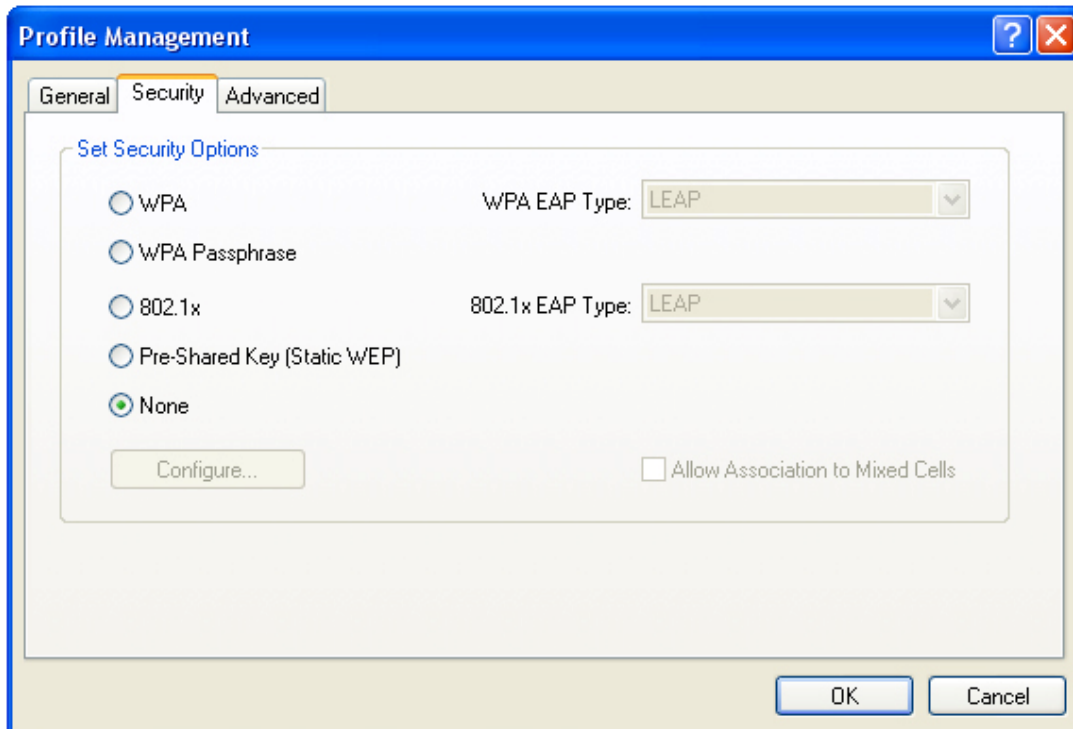 Profile Management
General Security Advanced
Set Security Options
WPA WPA EAP Type: LEAP
WPA Passphrase
802.1x 802.1x EAP Type: LEAP
Pre-Shared Key (Static WEP)
None
Configure... Allow Association to Mixed Cells
OK Cancel